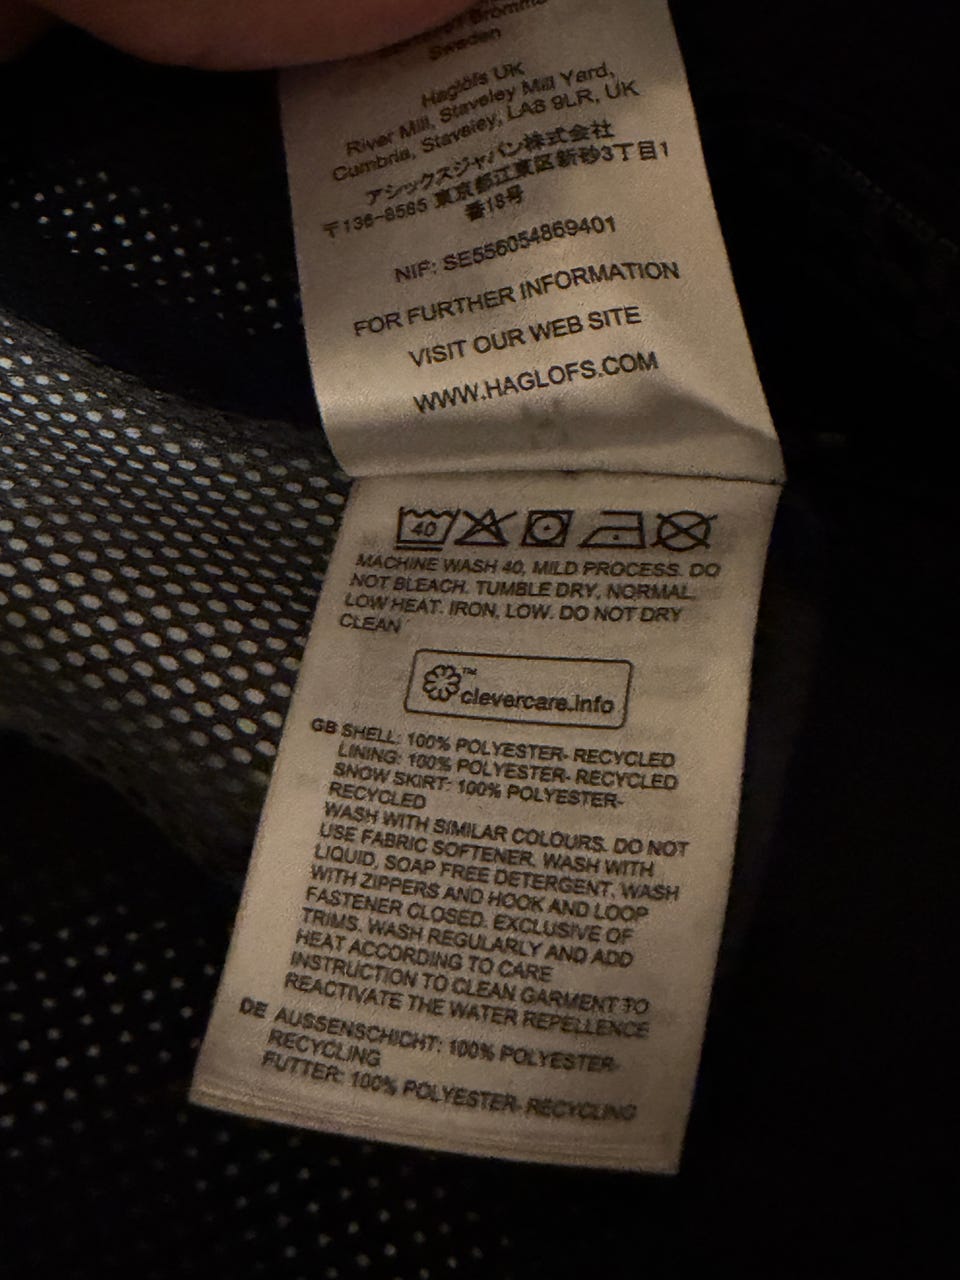 Bromma
Sweden
Haglöfs UK
River Mill, Staveley Mill Yard,
Cumbria, Staveley, LA8 9LR, UK
アシックスジャパン株式会社
〒136-8585 東京都江東区新砂3丁目1
番18号
NIF: SE556054869401
FOR FURTHER INFORMATION
VISIT OUR WEB SITE
WWW.HAGLOFS.COM
40
MACHINE WASH 40, MILD PROCESS. DO
NOT BLEACH. TUMBLE DRY, NORMAL,
LOW HEAT. IRON, LOW. DO NOT DRY
CLEAN
clevercare.info™
GB SHELL: 100% POLYESTER- RECYCLED
LINING: 100% POLYESTER- RECYCLED
SNOW SKIRT: 100% POLYESTER-
RECYCLED
WASH WITH SIMILAR COLOURS. DO NOT
USE FABRIC SOFTENER. WASH WITH
LIQUID, SOAP FREE DETERGENT. WASH
WITH ZIPPERS AND HOOK AND LOOP
FASTENER CLOSED. EXCLUSIVE OF
TRIMS. WASH REGULARLY AND ADD
HEAT ACCORDING TO CARE
INSTRUCTION TO CLEAN GARMENT TO
REACTIVATE THE WATER REPELLENCE
DE AUSSENSCHICHT: 100% POLYESTER-
RECYCLING
FUTTER: 100% POLYESTER- RECYCLING